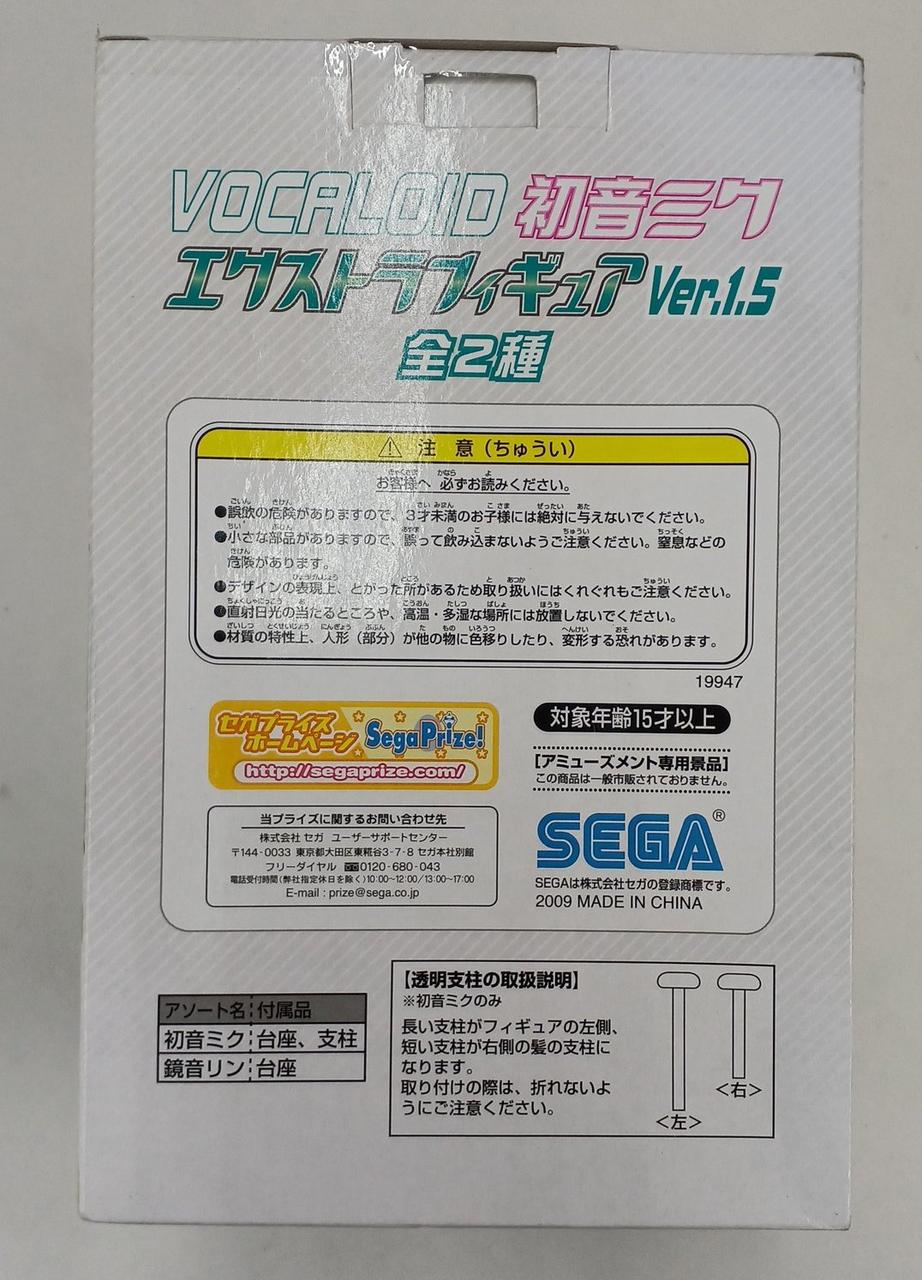 VOCALOID 初音ミク
エクストラフィギュア Ver.1.5
全2種
⚠ 注 意（ちゅうい）
お客様へ 必ずお読みください。
●誤飲の危険がありますので、3才未満のお子様には絶対に与えないでください。
●小さな部品がありますので、誤って飲み込まないようご注意ください。窒息などの
危険があります。
●デザインの表現上、とがった所があるため取り扱いにはくれぐれもご注意ください。
●直射日光の当たるところや、高温・多湿な場所には放置しないでください。
●材質の特性上、人形（部分）が他の物に色移りしたり、変形する恐れがあります。
19947
セガプライズ
ホームページ
SegaPrize!
http://segaprize.com/
対象年齢15才以上
［アミューズメント専用景品］
この商品は一般市販されておりません。
当プライズに関するお問い合わせ先
株式会社 セガ ユーザーサポートセンター
〒144-0033 東京都大田区東糀谷3-7-8 セガ本社別館
フリーダイヤル 0120-680-043
電話受付時間（弊社指定休日を除く）10:00~12:00/13:00~17:00
E-mail : prize@sega.co.jp
SEGA®
SEGAは株式会社セガの登録商標です。
2009 MADE IN CHINA
アソート名 付属品
初音ミク 台座、支柱
鏡音リン 台座
【透明支柱の取扱説明】
※初音ミクのみ
長い支柱がフィギュアの左側、
短い支柱が右側の髪の支柱に
なります。
取り付けの際は、折れないよ
うにご注意ください。
＜左＞
＜右＞